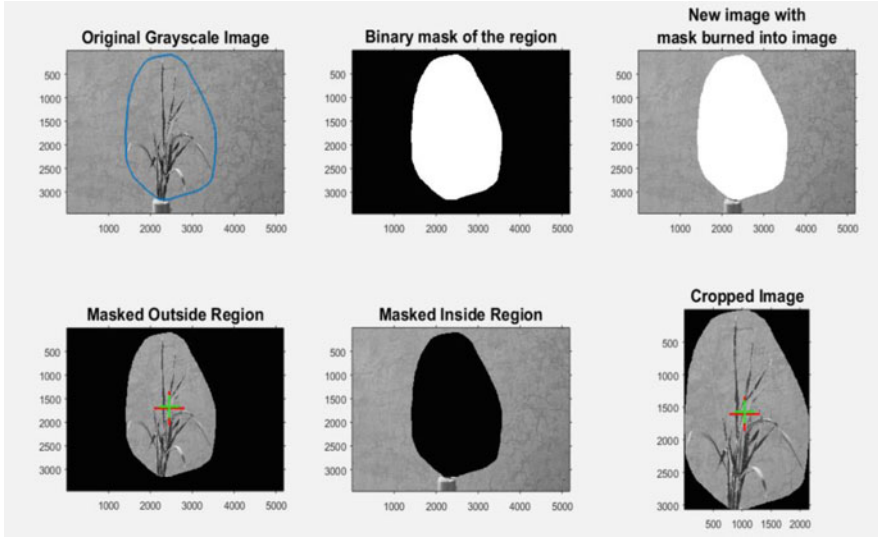 Original Grayscale Image
500
1000
1500
2000
2500
3000
1000 2000 3000 4000 5000
Binary mask of the region
500
1000
1500
2000
2500
3000
1000 2000 3000 4000 5000
New image with
mask burned into image
500
1000
1500
2000
2500
3000
1000 2000 3000 4000 5000
Masked Outside Region
500
1000
1500
2000
2500
3000
1000 2000 3000 4000 5000
Masked Inside Region
500
1000
1500
2000
2500
3000
1000 2000 3000 4000 5000
Cropped Image
500
1000
1500
2000
2500
3000
500 1000 1500 2000